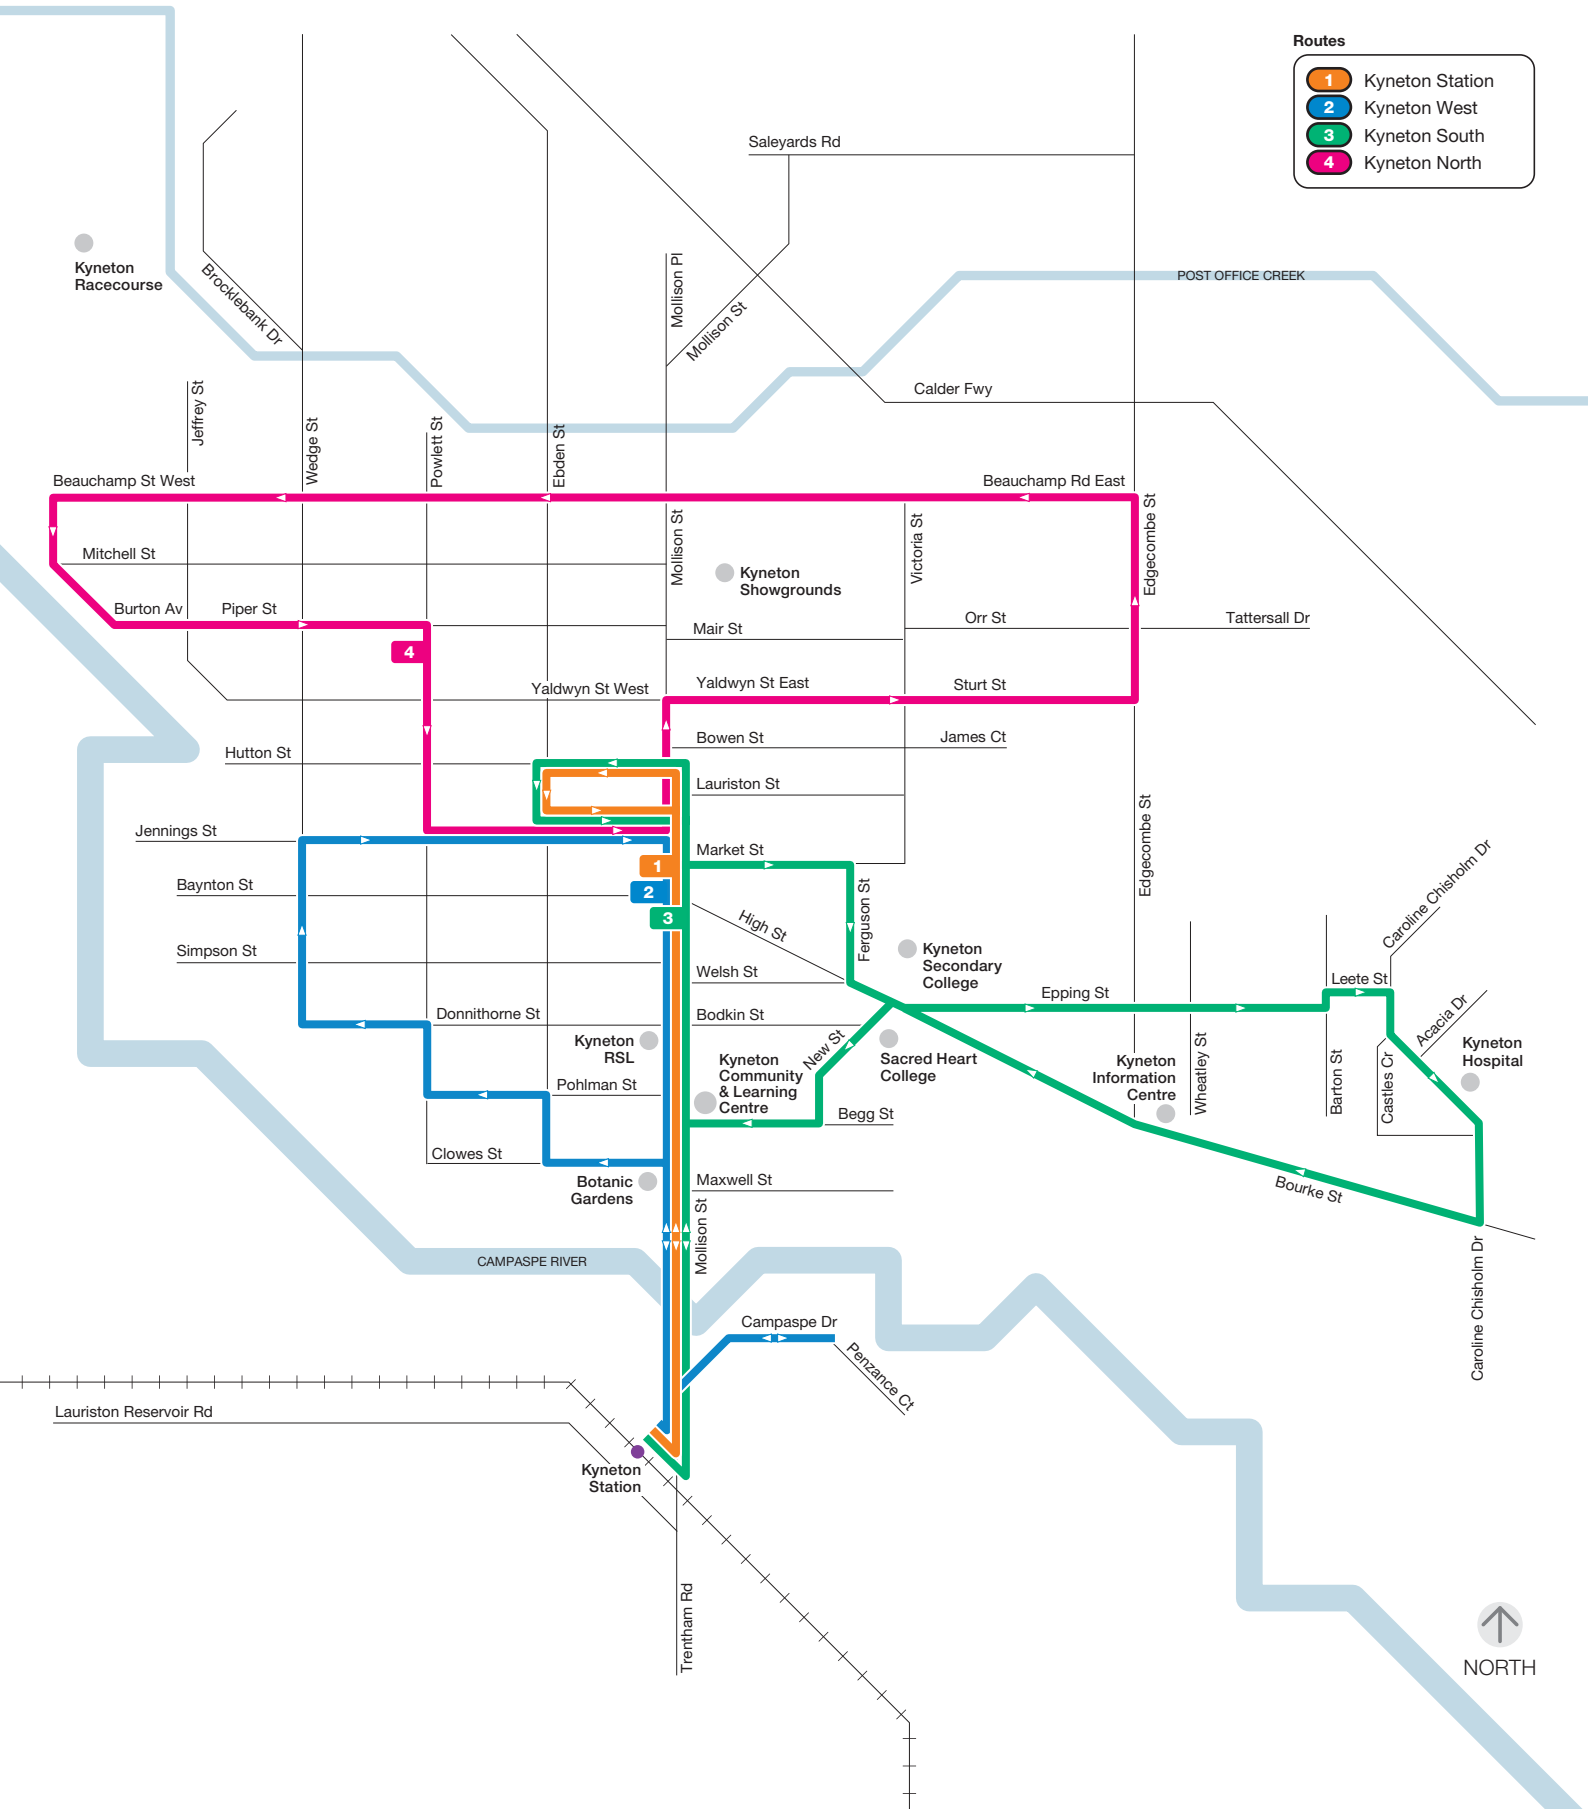 Routes
1 Kyneton Station
2 Kyneton West
3 Kyneton South
4 Kyneton North
Saleyards Rd
Kyneton
Racecourse
Brocklebank Dr
Mollison Pl
Mollison St
POST OFFICE CREEK
Calder Fwy
Jeffrey St
Wedge St
Powlett St
Ebden St
Beauchamp St West
Beauchamp Rd East
Mollison St
Victoria St
Edgecombe St
Mitchell St
Kyneton
Showgrounds
Burton Av
Piper St
Mair St
Orr St
Tattersall Dr
4
Yaldwyn St West
Yaldwyn St East
Sturt St
Hutton St
Bowen St
James Ct
Lauriston St
Edgecombe St
Jennings St
Market St
1
2
3
Baynton St
Ferguson St
High St
Caroline Chisholm Dr
Simpson St
Welsh St
Kyneton
Secondary
College
Leete St
Epping St
Donnithorne St
Bodkin St
Acacia Dr
Kyneton
RSL
New St
Sacred Heart
College
Kyneton
Hospital
Kyneton
Community
& Learning
Centre
Kyneton
Information
Centre
Wheatley St
Barton St
Castles Cr
Pohlman St
Begg St
Clowes St
Botanic
Gardens
Maxwell St
Bourke St
Mollison St
CAMPASPE RIVER
Caroline Chisholm Dr
Campaspe Dr
Penzance Ct
Lauriston Reservoir Rd
Kyneton
Station
Trentham Rd
NORTH